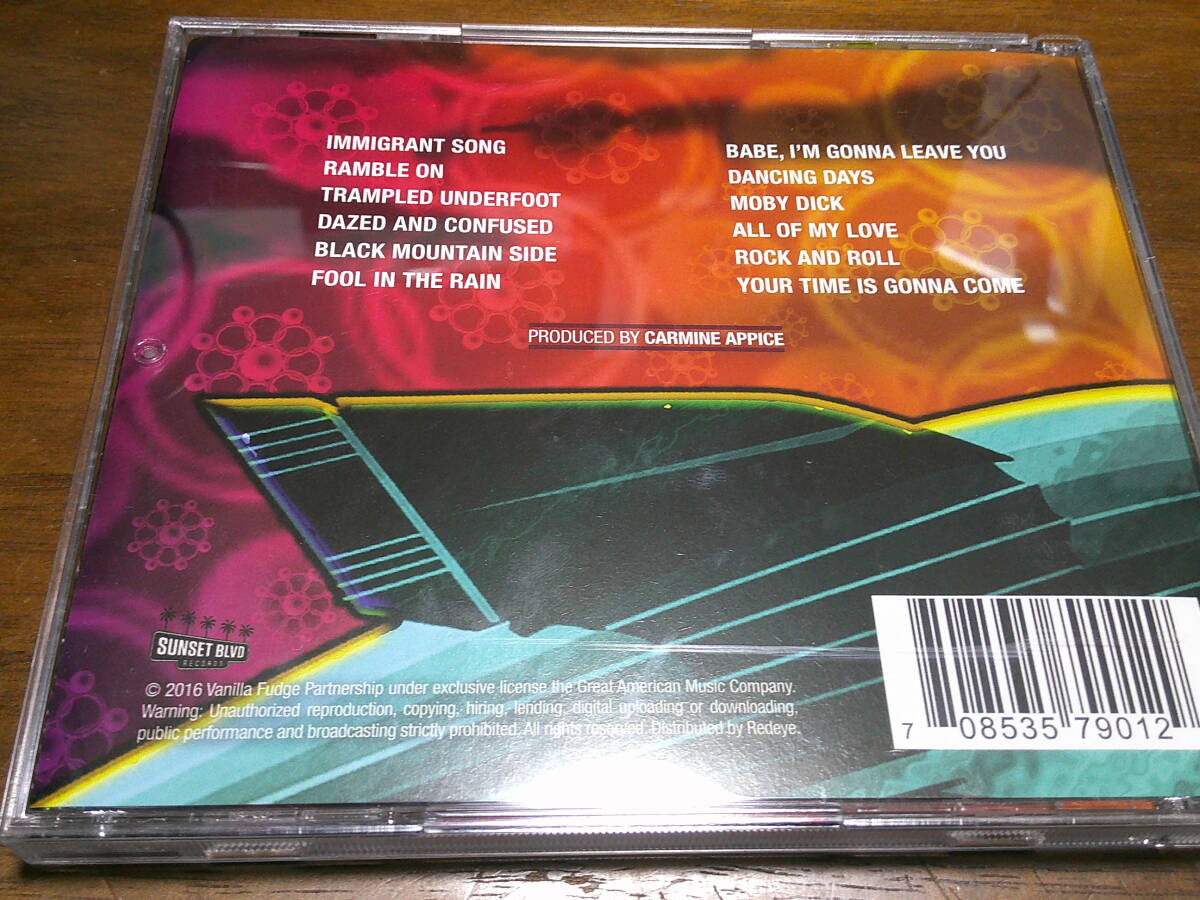 IMMIGRANT SONG
RAMBLE ON
TRAMPLED UNDERFOOT
DAZED AND CONFUSED
BLACK MOUNTAIN SIDE
FOOL IN THE RAIN
BABE, I'M GONNA LEAVE YOU
DANCING DAYS
MOBY DICK
ALL OF MY LOVE
ROCK AND ROLL
YOUR TIME IS GONNA COME
PRODUCED BY CARMINE APPICE
SUNSET BLVD
RECORDS
© 2016 Vanilla Fudge Partnership under exclusive license the Great American Music Company.
Warning: Unauthorized reproduction, copying, hiring, lending, digital uploading or downloading,
public performance and broadcasting strictly prohibited. All rights reserved. Distributed by Redeye.
7 08535 79012